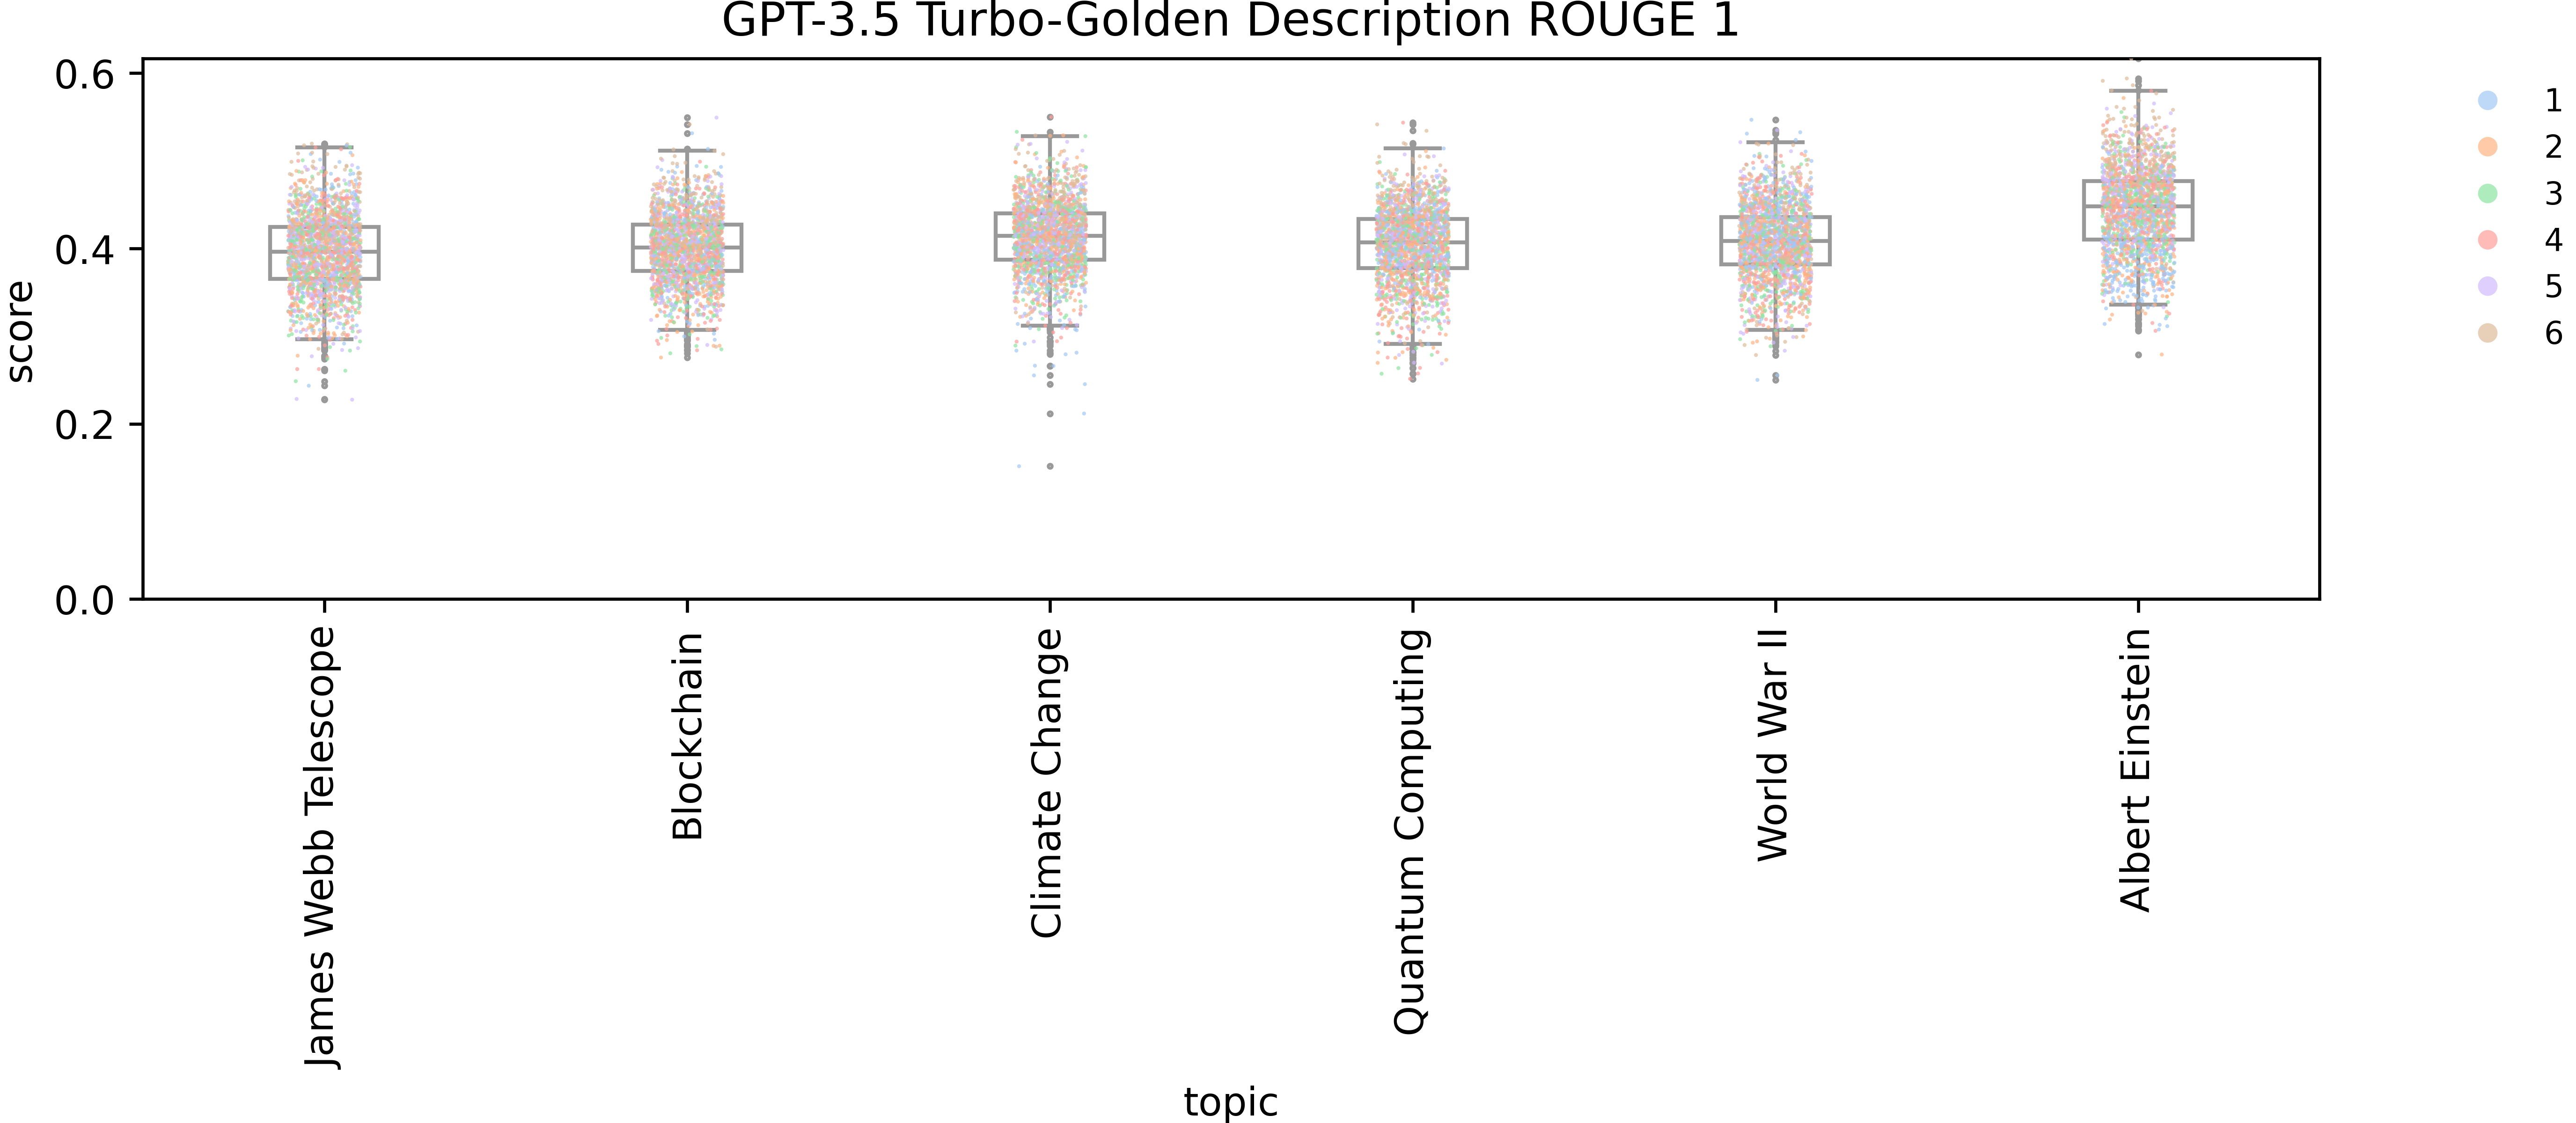 GPT-3.5 Turbo-Golden Description ROUGE 1
score
0.6
0.4
0.2
0.0
James Webb Telescope
Blockchain
Climate Change
Quantum Computing
World War II
Albert Einstein
topic
1
2
3
4
5
6